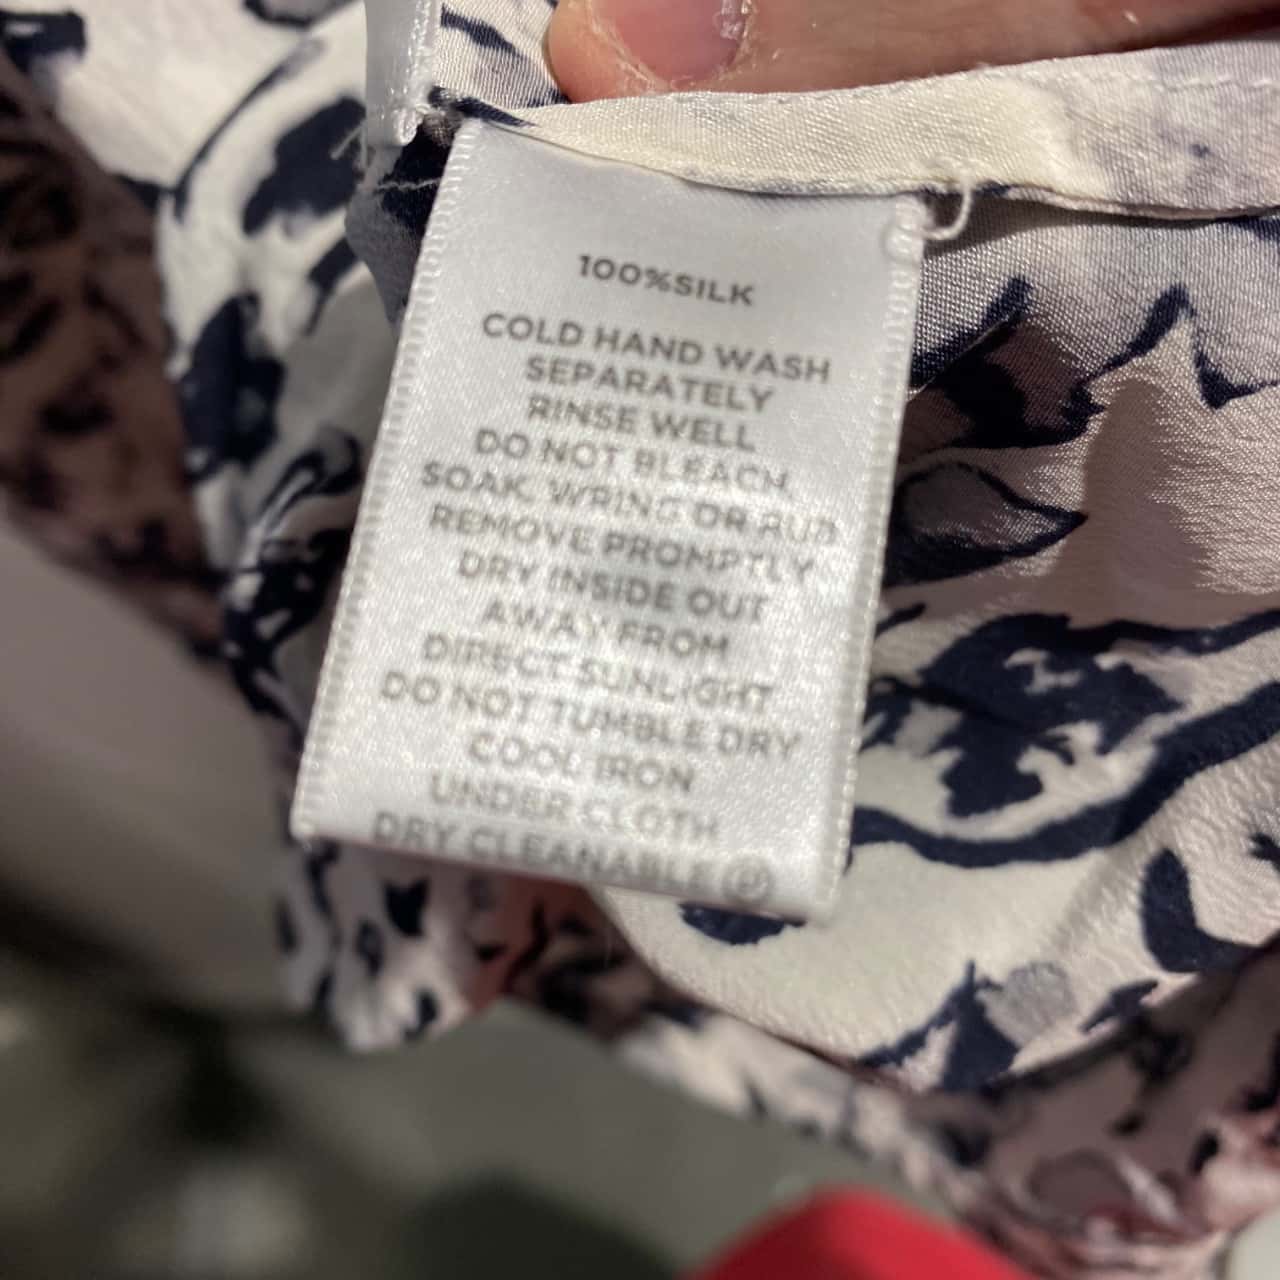 100%SILK
COLD HAND WASH
SEPARATELY
RINSE WELL
DO NOT BLEACH,
SOAK, WRING OR RUB
REMOVE PROMPTLY
DRY INSIDE OUT
AWAY FROM
DIRECT SUNLIGHT
DO NOT TUMBLE DRY
COOL IRON
UNDER CLOTH
DRY CLEANABLE Ⓟ